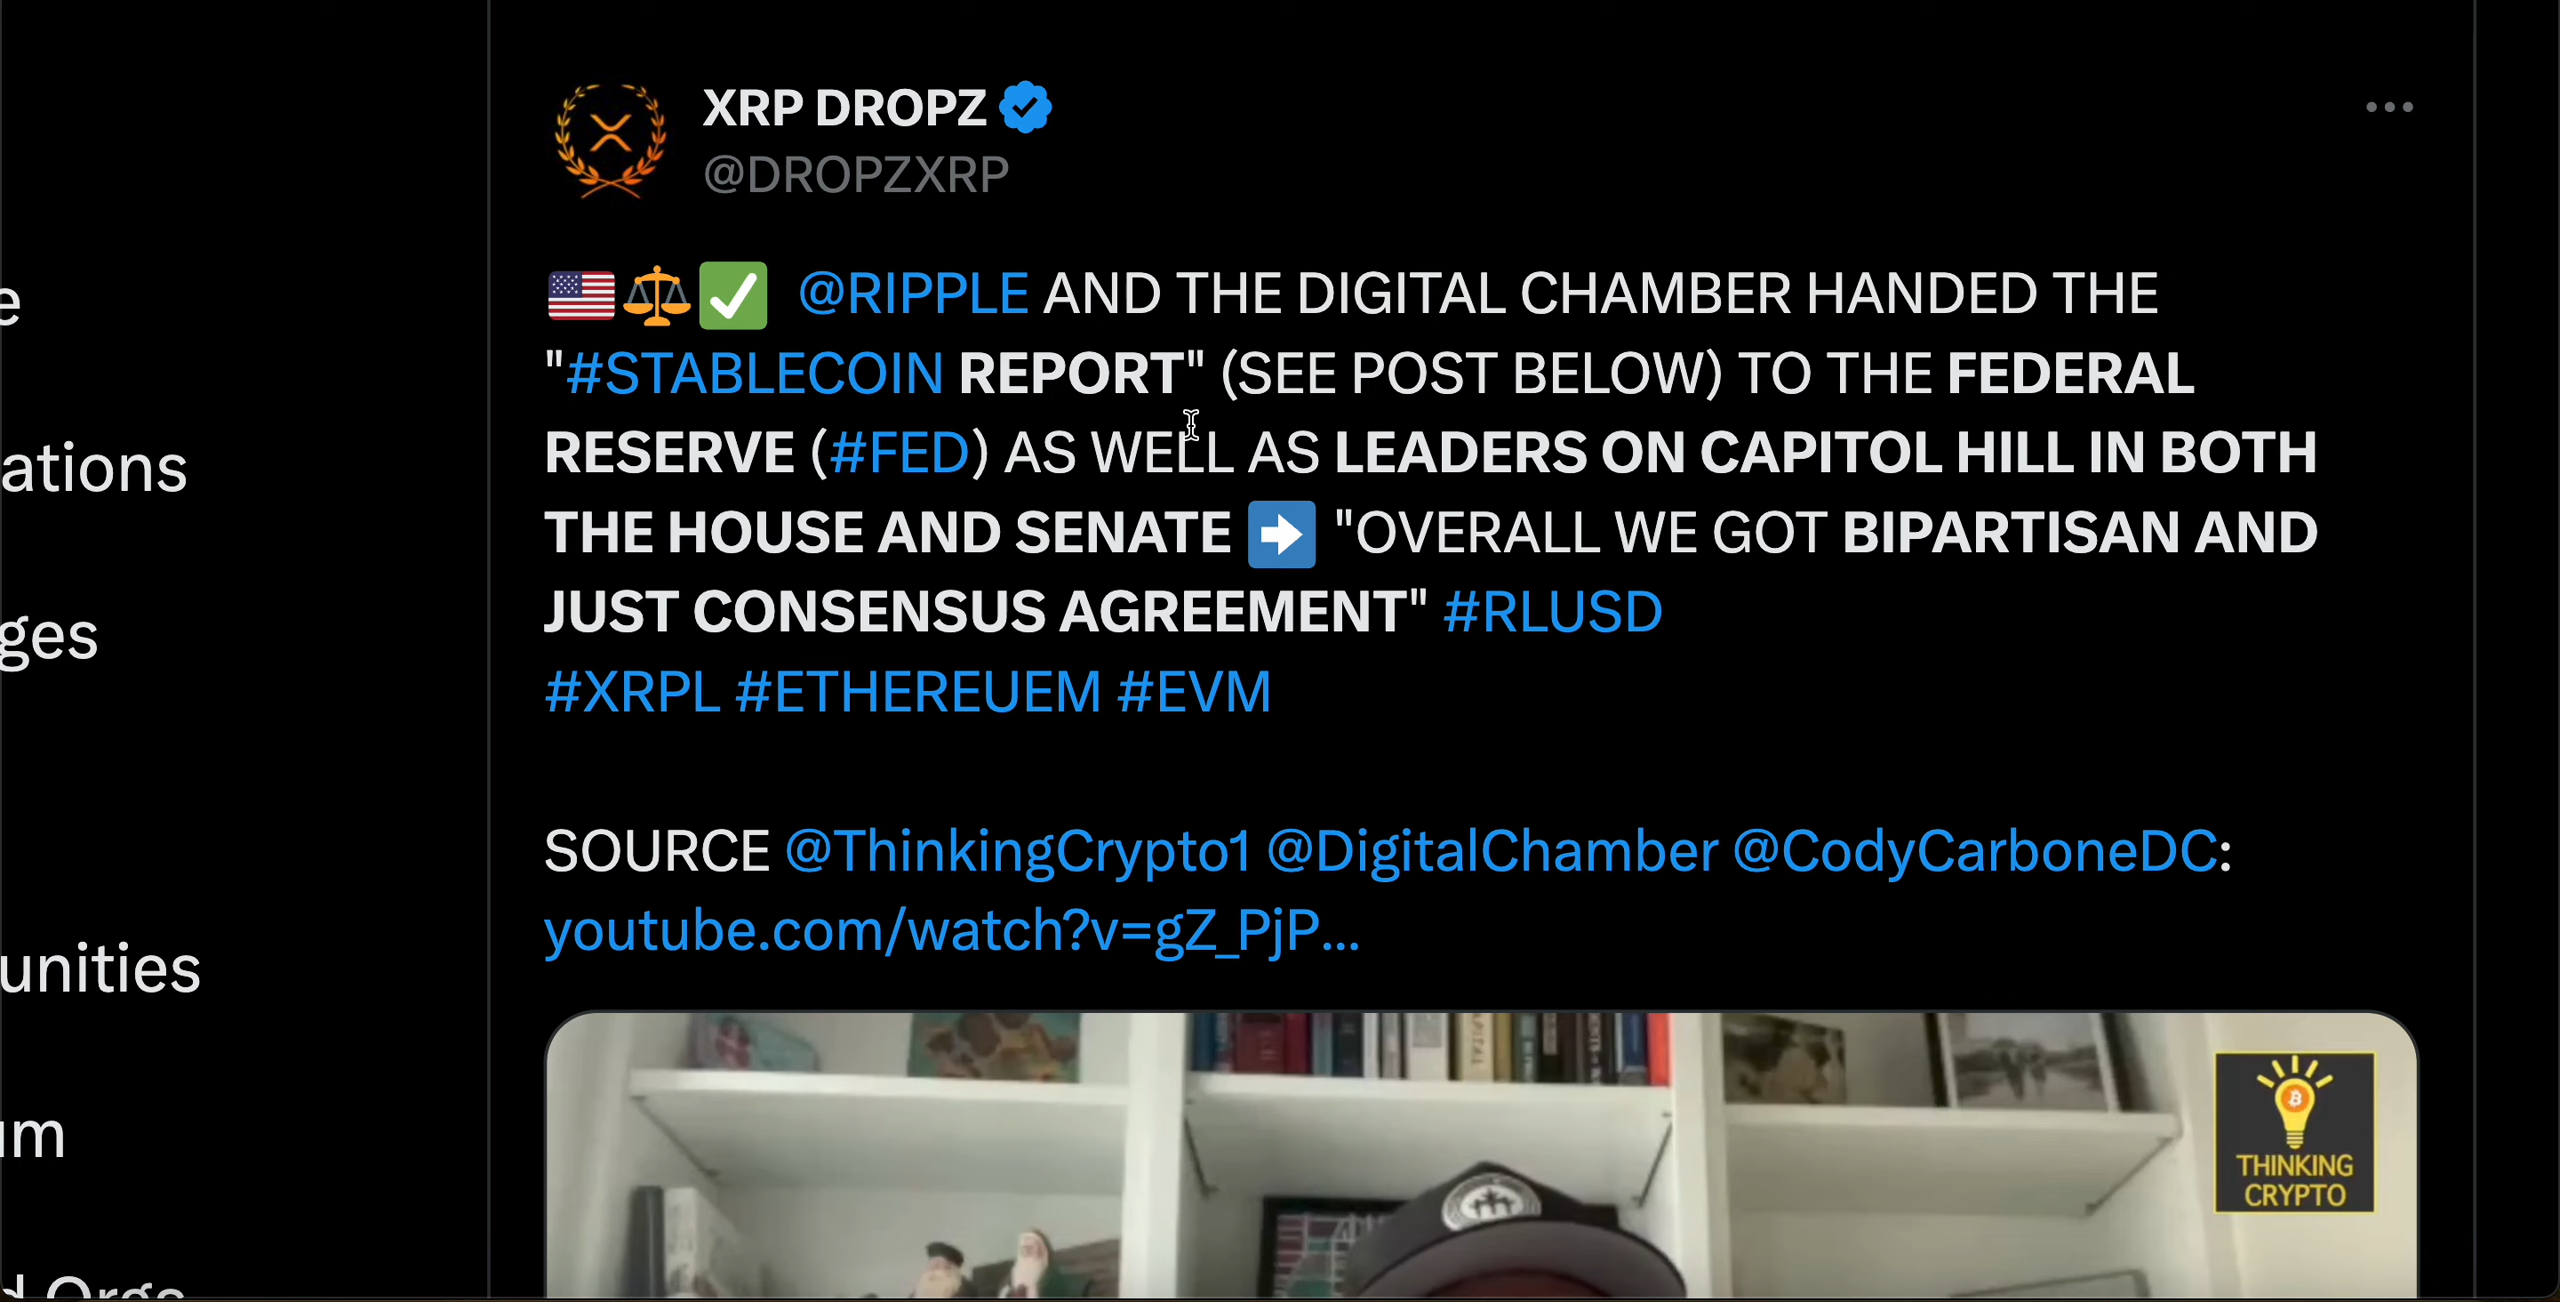 XRP DROPZ
@DROPZXRP
@RIPPLE AND THE DIGITAL CHAMBER HANDED THE
"#STABLECOIN REPORT" (SEE POST BELOW) TO THE FEDERAL
RESERVE (#FED) AS WELL AS LEADERS ON CAPITOL HILL IN BOTH
THE HOUSE AND SENATE ➡️ "OVERALL WE GOT BIPARTISAN AND
JUST CONSENSUS AGREEMENT" #RLUSD
#XRPL #ETHEREUEM #EVM
SOURCE @ThinkingCrypto1 @DigitalChamber @CodyCarboneDC:
youtube.com/watch?v=gZ_PjP...
e
ations
ges
unities
um
d Orgs
THINKING
CRYPTO